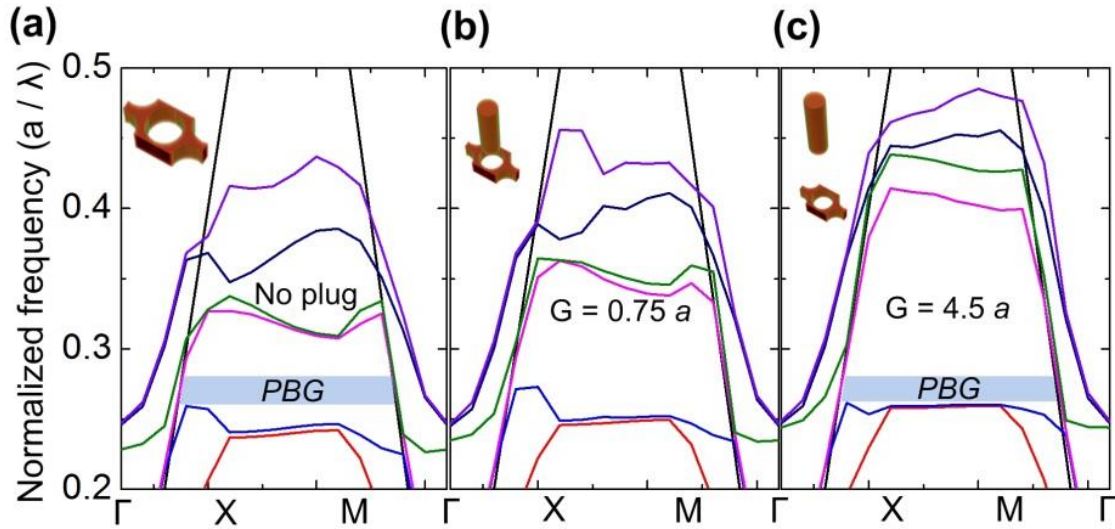 (a)
(b)
(c)
Normalized frequency (a / λ)
0.5
0.4
0.3
0.2
No plug
G = 0.75 a
G = 4.5 a
PBG
PBG
Γ X M Γ X M Γ X M Γ